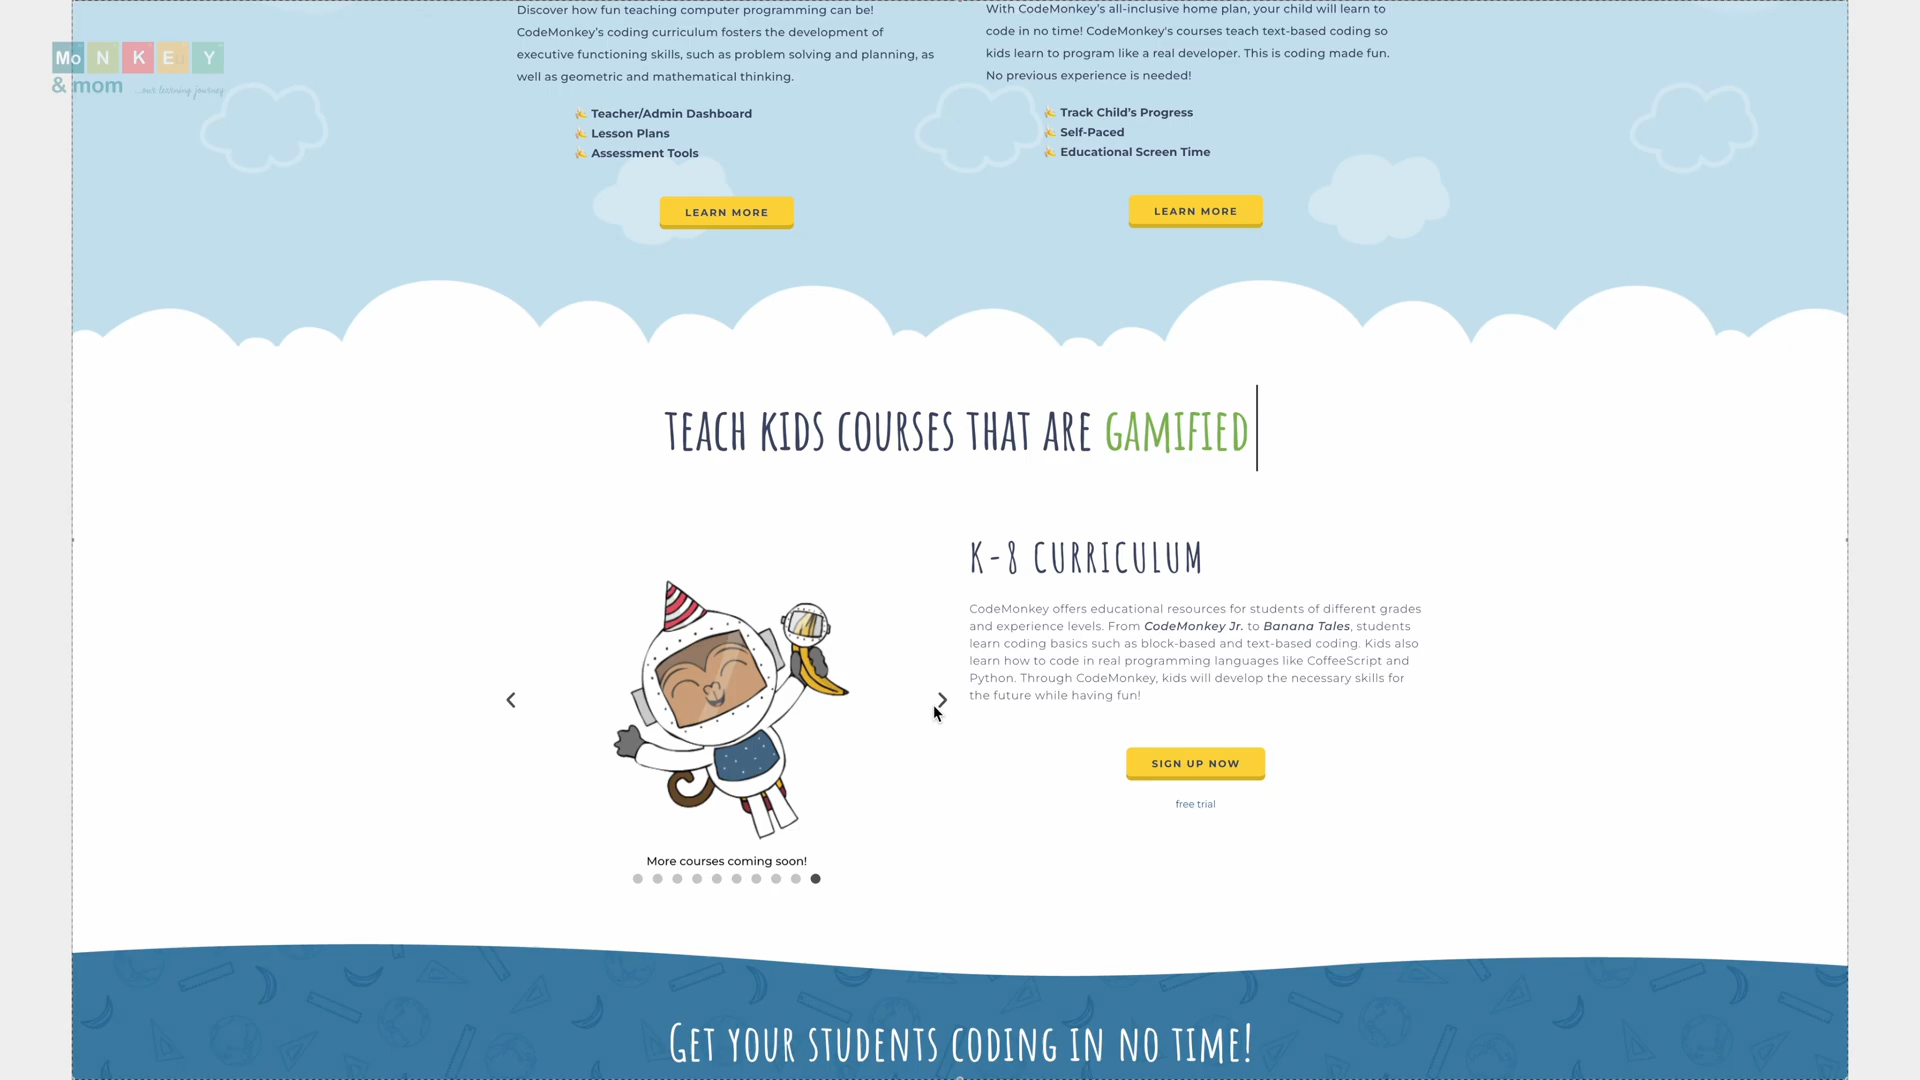 Mo N K E Y
& mom ...our learning journey
Discover how fun teaching computer programming can be!
CodeMonkey's coding curriculum fosters the development of
executive functioning skills, such as problem solving and planning, as
well as geometric and mathematical thinking.
Teacher/Admin Dashboard
Lesson Plans
Assessment Tools
LEARN MORE
With CodeMonkey's all-inclusive home plan, your child will learn to
code in no time! CodeMonkey's courses teach text-based coding so
kids learn to program like a real developer. This is coding made fun.
No previous experience is needed!
Track Child's Progress
Self-Paced
Educational Screen Time
LEARN MORE
TEACH KIDS COURSES THAT ARE GAMIFIED
K-8 CURRICULUM
CodeMonkey offers educational resources for students of different grades
and experience levels. From CodeMonkey Jr. to Banana Tales, students
learn coding basics such as block-based and text-based coding. Kids also
learn how to code in real programming languages like CoffeeScript and
Python. Through CodeMonkey, kids will develop the necessary skills for
the future while having fun!
SIGN UP NOW
free trial
More courses coming soon!
GET YOUR STUDENTS CODING IN NO TIME!